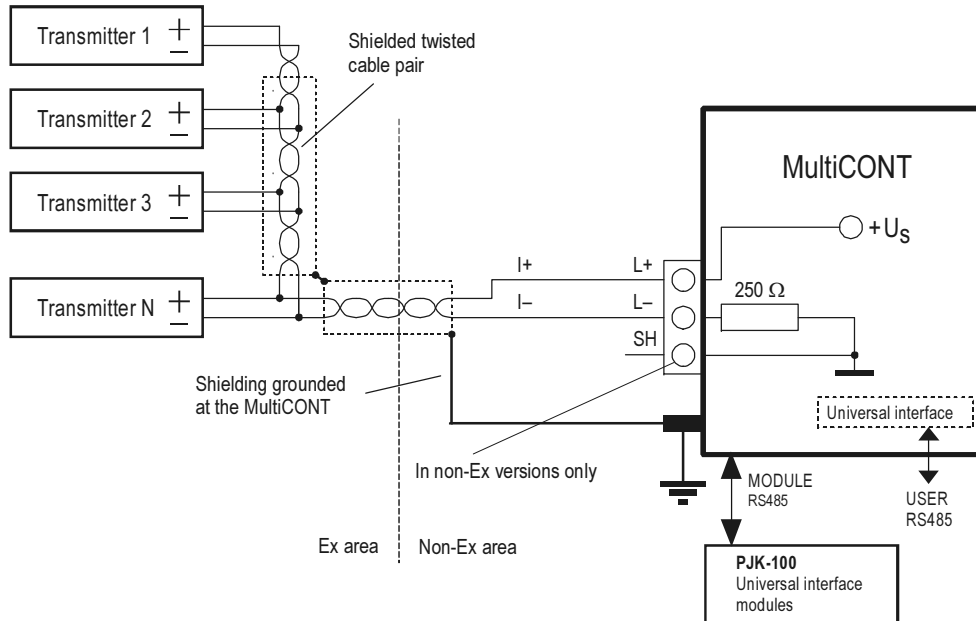 Transmitter 1
+
–
Shielded twisted
cable pair
Transmitter 2
+
–
Transmitter 3
+
–
Transmitter N
+
–
MultiCONT
+US
I+
L+
250 Ω
I–
L–
SH
Shielding grounded
at the MultiCONT
Universal interface
In non-Ex versions only
MODULE
RS485
USER
RS485
Ex area
Non-Ex area
PJK-100
Universal interface
modules